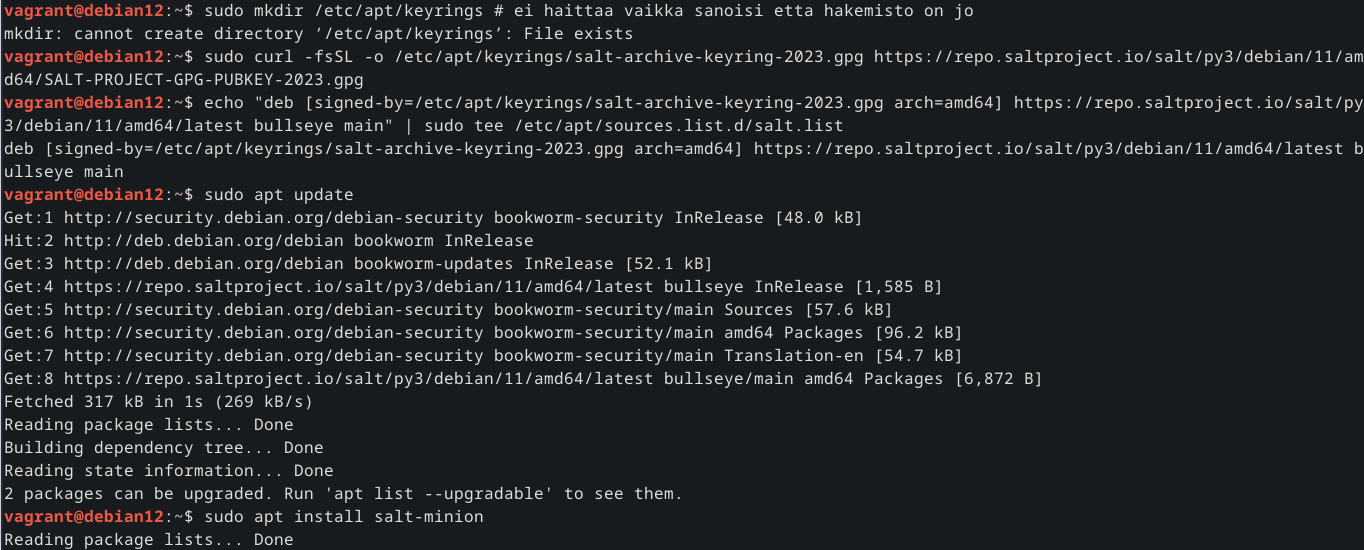 vagrant@debian12:~$ sudo mkdir /etc/apt/keyrings # ei haittaa vaikka sanoisi etta hakemisto on jo
mkdir: cannot create directory ‘/etc/apt/keyrings’: File exists
vagrant@debian12:~$ sudo curl -fsSL -o /etc/apt/keyrings/salt-archive-keyring-2023.gpg https://repo.saltproject.io/salt/py3/debian/11/am
d64/SALT-PROJECT-GPG-PUBKEY-2023.gpg
vagrant@debian12:~$ echo "deb [signed-by=/etc/apt/keyrings/salt-archive-keyring-2023.gpg arch=amd64] https://repo.saltproject.io/salt/py
3/debian/11/amd64/latest bullseye main" | sudo tee /etc/apt/sources.list.d/salt.list
deb [signed-by=/etc/apt/keyrings/salt-archive-keyring-2023.gpg arch=amd64] https://repo.saltproject.io/salt/py3/debian/11/amd64/latest b
ullseye main
vagrant@debian12:~$ sudo apt update
Get:1 http://security.debian.org/debian-security bookworm-security InRelease [48.0 kB]
Hit:2 http://deb.debian.org/debian bookworm InRelease
Get:3 http://deb.debian.org/debian bookworm-updates InRelease [52.1 kB]
Get:4 https://repo.saltproject.io/salt/py3/debian/11/amd64/latest bullseye InRelease [1,585 B]
Get:5 http://security.debian.org/debian-security bookworm-security/main Sources [57.6 kB]
Get:6 http://security.debian.org/debian-security bookworm-security/main amd64 Packages [96.2 kB]
Get:7 http://security.debian.org/debian-security bookworm-security/main Translation-en [54.7 kB]
Get:8 https://repo.saltproject.io/salt/py3/debian/11/amd64/latest bullseye/main amd64 Packages [6,872 B]
Fetched 317 kB in 1s (269 kB/s)
Reading package lists... Done
Building dependency tree... Done
Reading state information... Done
2 packages can be upgraded. Run 'apt list --upgradable' to see them.
vagrant@debian12:~$ sudo apt install salt-minion
Reading package lists... Done